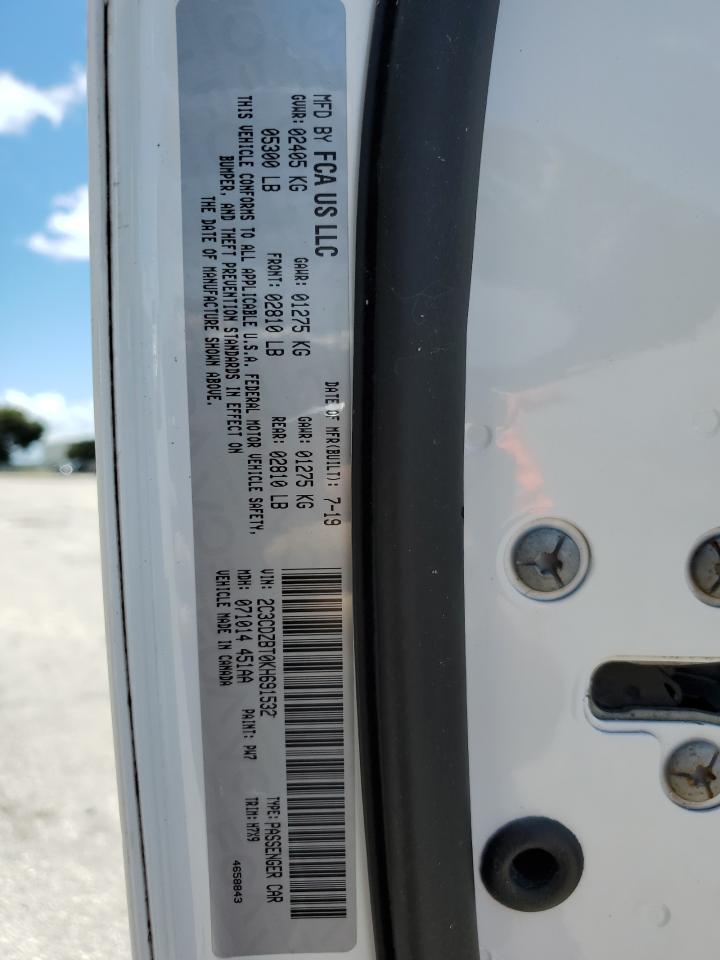 MFD BY FCA US LLC DATE OF MFR(BUILT): 7-19
GVWR: 02405 KG GAWR: 01275 KG GAWR: 01275 KG
05300 LB FRONT: 02810 LB REAR: 02810 LB
THIS VEHICLE CONFORMS TO ALL APPLICABLE U.S.A. FEDERAL MOTOR VEHICLE SAFETY,
BUMPER, AND THEFT PREVENTION STANDARDS IN EFFECT ON
THE DATE OF MANUFACTURE SHOWN ABOVE.
VIN: 2C3CDZBT0KH691532 TYPE: PASSENGER CAR
MDH: 071014 451AA PAINT: PW7 TRIM: H7X9
VEHICLE MADE IN CANADA 4658843